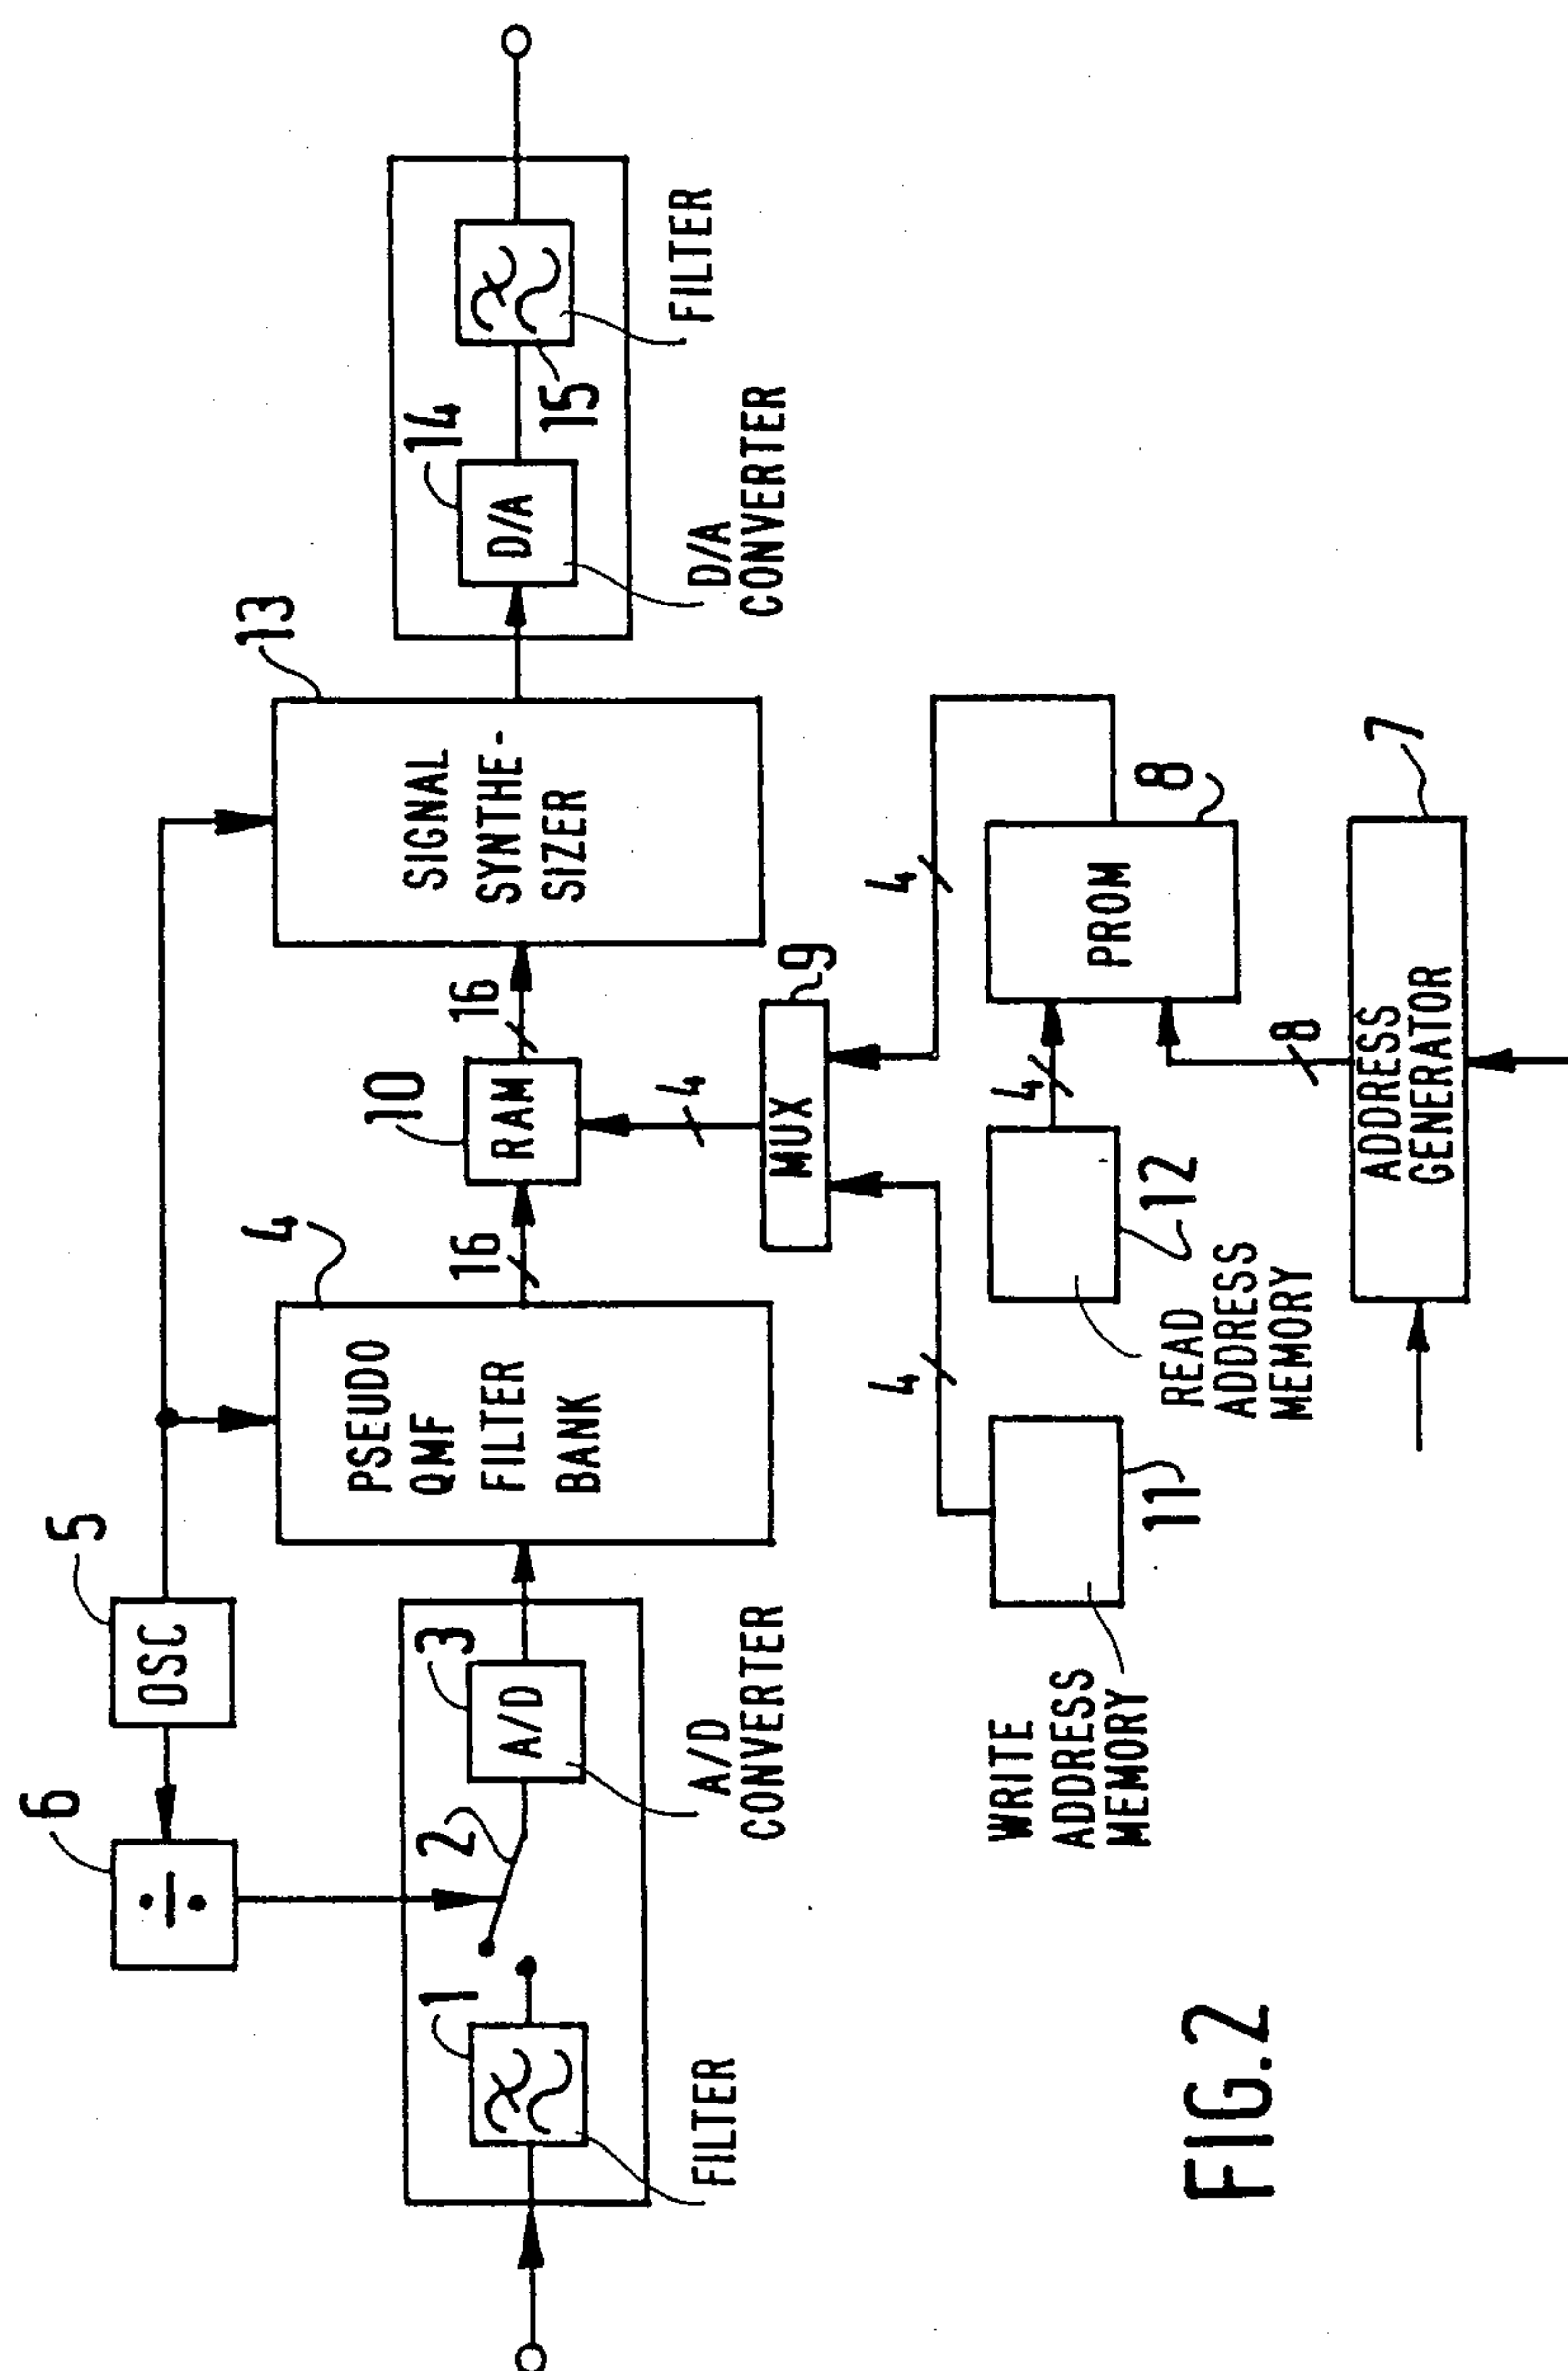 6
5
OSC
÷
1
2
3
A/D
FILTER
A/D
CONVERTER
4
PSEUDO
QMF
FILTER
BANK
16
10
RAM
16
13
SIGNAL
SYNTHE-
SIZER
14
D/A
15
FILTER
D/A
CONVERTER
4
9
MUX
4
4
WRITE
ADDRESS
MEMORY
11
READ
ADDRESS
MEMORY
12
4
8
PROM
8
7
ADDRESS
GENERATOR
FIG.2